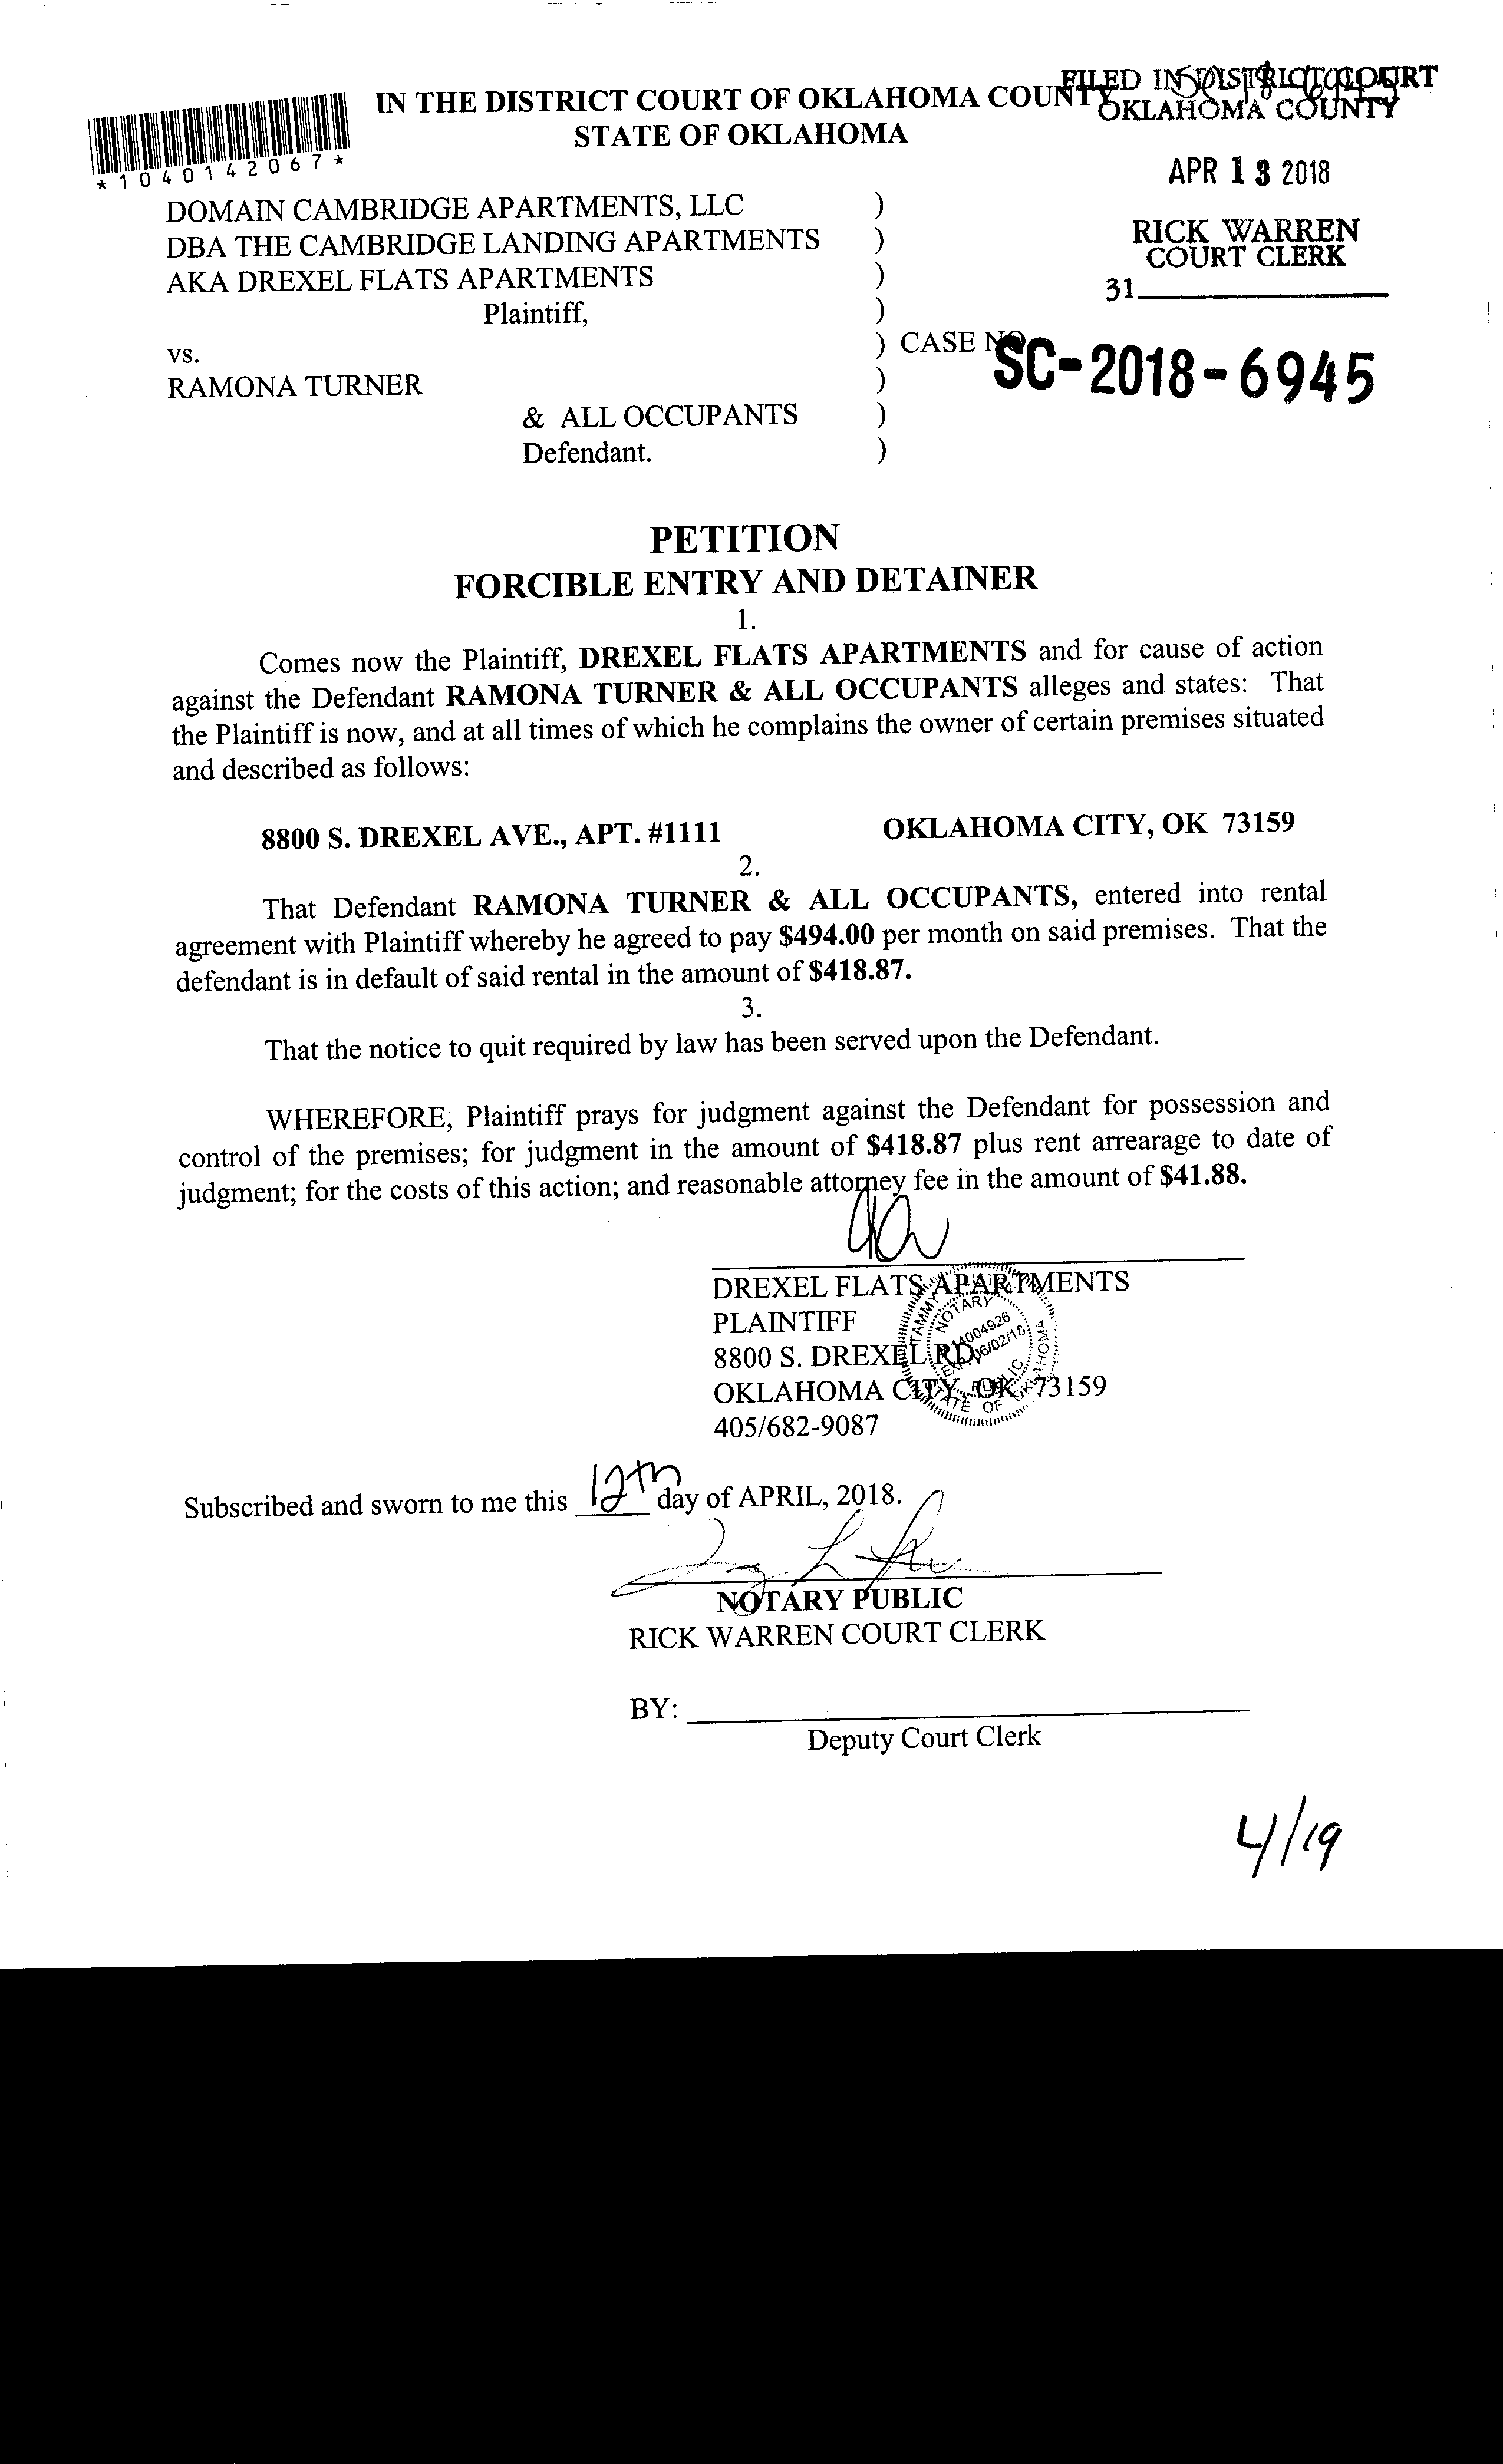 IN THE DISTRICT COURT OF OKLAHOMA COUNTY
STATE OF OKLAHOMA
FILED IN DISTRICT COURT
OKLAHOMA COUNTY
*1040142067*
APR 13 2018
RICK WARREN
COURT CLERK
31
DOMAIN CAMBRIDGE APARTMENTS, LLC )
DBA THE CAMBRIDGE LANDING APARTMENTS )
AKA DREXEL FLATS APARTMENTS )
Plaintiff, )
vs. ) CASE NO. SC-2018-6945
RAMONA TURNER )
& ALL OCCUPANTS )
Defendant. )
PETITION
FORCIBLE ENTRY AND DETAINER
1.
Comes now the Plaintiff, DREXEL FLATS APARTMENTS and for cause of action
against the Defendant RAMONA TURNER & ALL OCCUPANTS alleges and states: That
the Plaintiff is now, and at all times of which he complains the owner of certain premises situated
and described as follows:
8800 S. DREXEL AVE., APT. #1111 OKLAHOMA CITY, OK 73159
2.
That Defendant RAMONA TURNER & ALL OCCUPANTS, entered into rental
agreement with Plaintiff whereby he agreed to pay $494.00 per month on said premises. That the
defendant is in default of said rental in the amount of $418.87.
3.
That the notice to quit required by law has been served upon the Defendant.
WHEREFORE, Plaintiff prays for judgment against the Defendant for possession and
control of the premises; for judgment in the amount of $418.87 plus rent arrearage to date of
judgment; for the costs of this action; and reasonable attorney fee in the amount of $41.88.
DREXEL FLATS APARTMENTS
PLAINTIFF
8800 S. DREXEL RD.
OKLAHOMA CITY, OK 73159
405/682-9087
TAMMY
NOTARY
14004926
EXP. 06/02/18
PUBLIC
STATE OF OKLAHOMA
Subscribed and sworn to me this 12th day of APRIL, 2018.
NOTARY PUBLIC
RICK WARREN COURT CLERK
BY:
Deputy Court Clerk
4/19